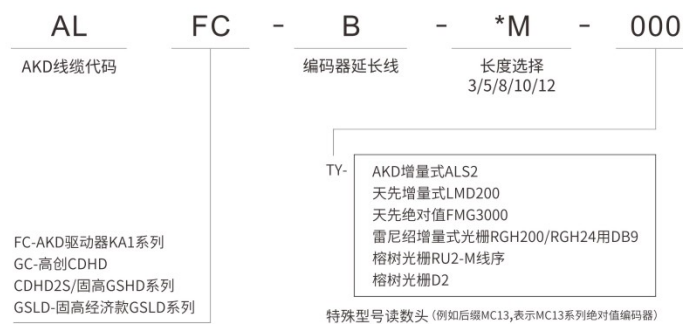 AL FC - B - *M - 000
AKD线缆代码 编码器延长线 长度选择
3/5/8/10/12
TY- AKD增量式ALS2
天先增量式LMD200
天先绝对值FMG3000
雷尼绍增量式光栅RGH200/RGH24用DB9
榕树光栅RU2-M线序
榕树光栅D2
FC-AKD驱动器KA1系列
GC-高创CDHD
CDHD2S/固高GSHD系列
GSLD-固高经济款GSLD系列
特殊型号读数头(例如后缀MC13,表示MC13系列绝对值编码器)